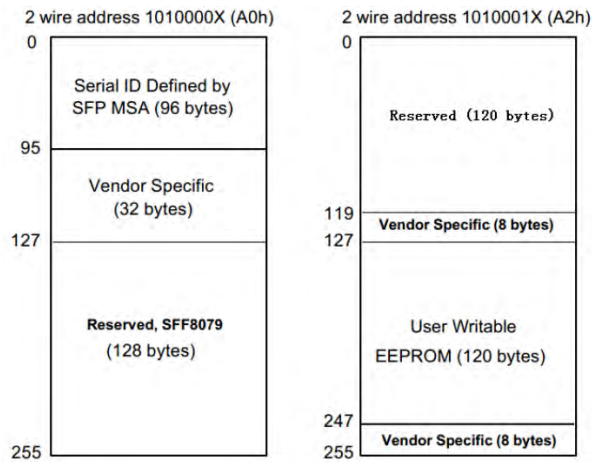 2 wire address 1010000X (A0h)
0
Serial ID Defined by
SFP MSA (96 bytes)
95
Vendor Specific
(32 bytes)
127
Reserved, SFF8079
(128 bytes)
255
2 wire address 1010001X (A2h)
0
Reserved (120 bytes)
119
Vendor Specific (8 bytes)
127
User Writable
EEPROM (120 bytes)
247
Vendor Specific (8 bytes)
255